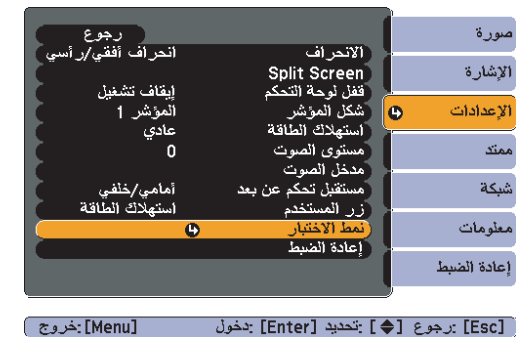 رجوع
الانحراف انحراف أفقي/رأسي
Split Screen
قفل لوحة التحكم إيقاف تشغيل
شكل المؤشر المؤشر 1
استهلاك الطاقة عادي
مستوى الصوت 0
مدخل الصوت
مستقبل تحكم عن بعد أمامي/خلفي
زر المستخدم استهلاك الطاقة
نمط الاختبار
إعادة الضبط
صورة
الإشارة
الإعدادات
ممتد
شبكة
معلومات
إعادة الضبط
[Esc] :رجوع [ ] :تحديد [Enter] :دخول [Menu] :خروج